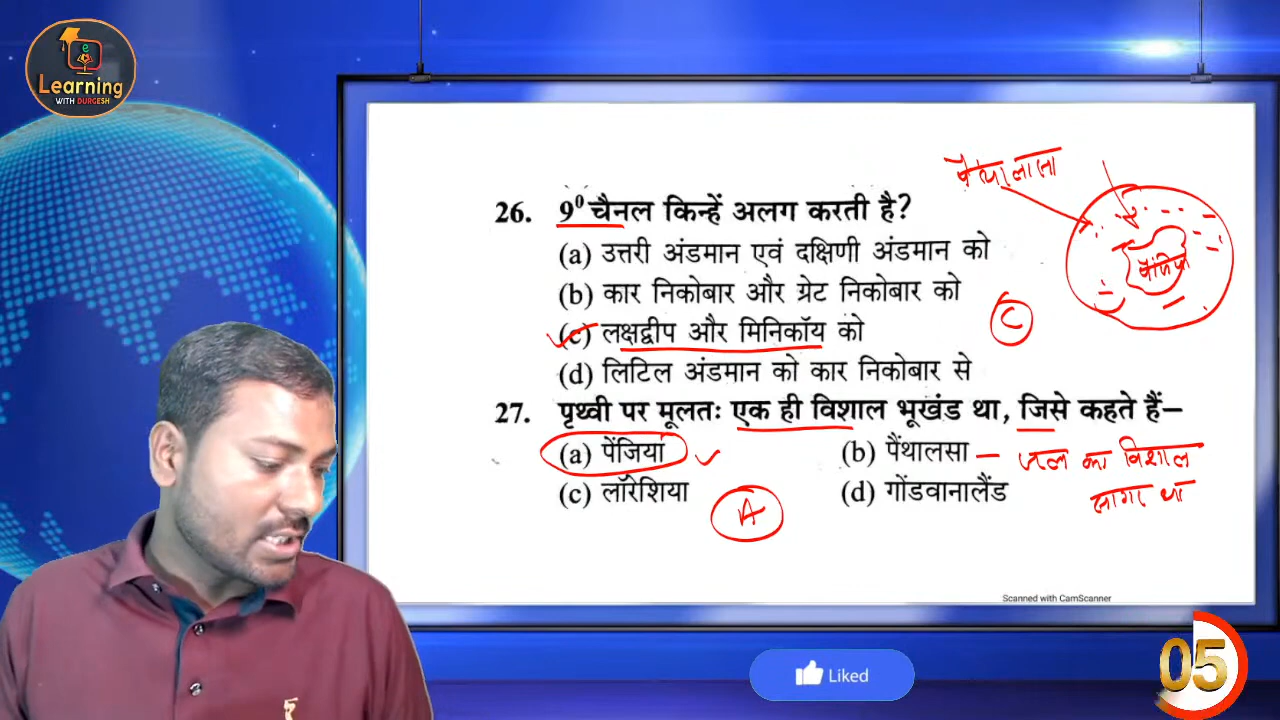 e
Learning
WITH DURGESH
पैंथालासा
पेंजिया
26. 9⁰ चैनल किन्हें अलग करती है?
(a) उत्तरी अंडमान एवं दक्षिणी अंडमान को
(b) कार निकोबार और ग्रेट निकोबार को
(c) लक्षद्वीप और मिनिकॉय को
C
(d) लिटिल अंडमान को कार निकोबार से
27. पृथ्वी पर मूलतः एक ही विशाल भूखंड था, जिसे कहते हैं–
(a) पेंजिया (b) पैंथालसा – जल का विशाल
सागर था
(c) लॉरेशिया A (d) गोंडवानालैंड
Scanned with CamScanner
Liked
05